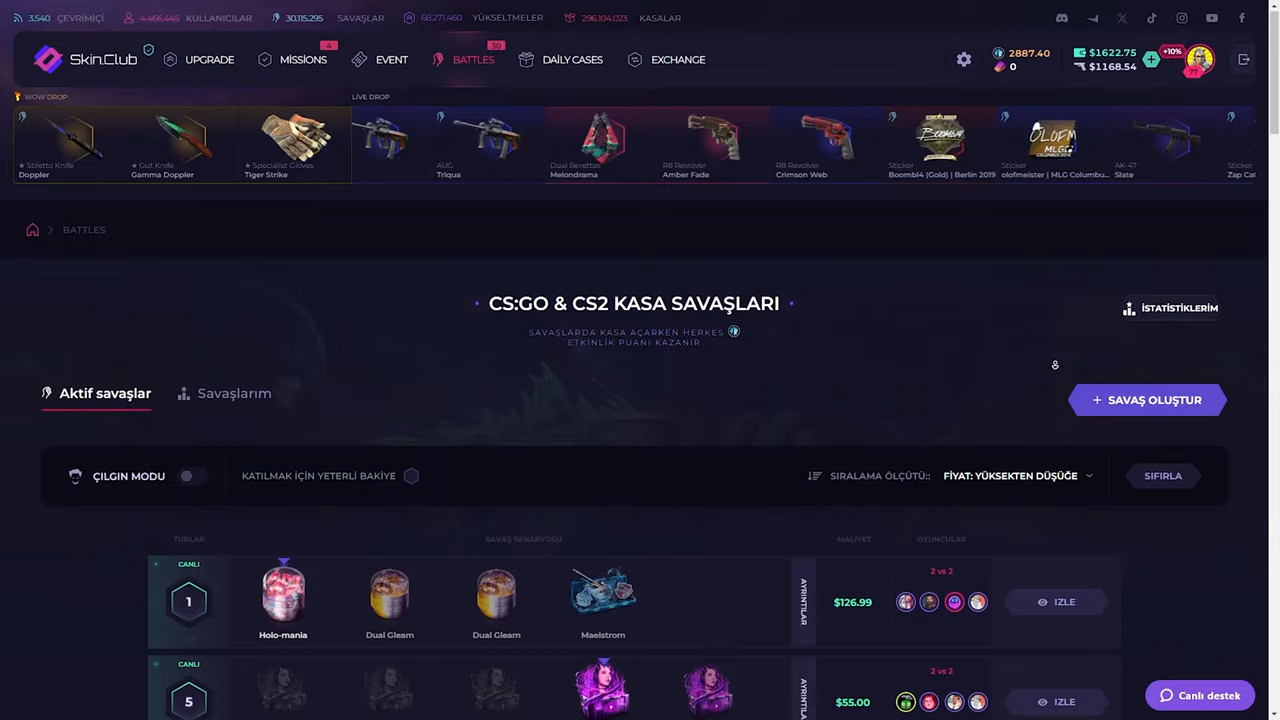 3.540 ÇEVRİMİÇİ 4.466.445 KULLANICILAR 30.115.295 SAVAŞLAR 68.271.460 YÜKSELTMELER 296.104.023 KASALAR
Skin.Club UPGRADE 4 MISSIONS EVENT 30 BATTLES DAILY CASES EXCHANGE
2887.40 $1622.75 +10%
0 $1168.54 77
WOW DROP LIVE DROP
★ Stiletto Knife ★ Gut Knife ★ Specialist Gloves AUG Dual Berettas R8 Revolver R8 Revolver Sticker Sticker AK-47 Sticker
Doppler Gamma Doppler Tiger Strike Triqua Melondrama Amber Fade Crimson Web Boombl4 (Gold) | Berlin 2019 olofmeister | MLG Columbu... Slate Zap Cat
BATTLES
CS:GO & CS2 KASA SAVAŞLARI
SAVAŞLARDA KASA AÇARKEN HERKES
ETKİNLİK PUANI KAZANIR
İSTATİSTİKLERİM
Aktif savaşlar Savaşlarım
+ SAVAŞ OLUŞTUR
ÇILGIN MODU KATILMAK İÇİN YETERLİ BAKİYE SIRALAMA ÖLÇÜTÜ:: FİYAT: YÜKSEKTEN DÜŞÜĞE SIFIRLA
TURLAR SAVAŞ SENARYOSU MALİYET OYUNCULAR
CANLI
1
Holo-mania Dual Gleam Dual Gleam Maelstrom
AYRINTILAR
$126.99
2 vs 2
IZLE
CANLI
5
AYRINTILA
$55.00
2 vs 2
IZLE
Canlı destek